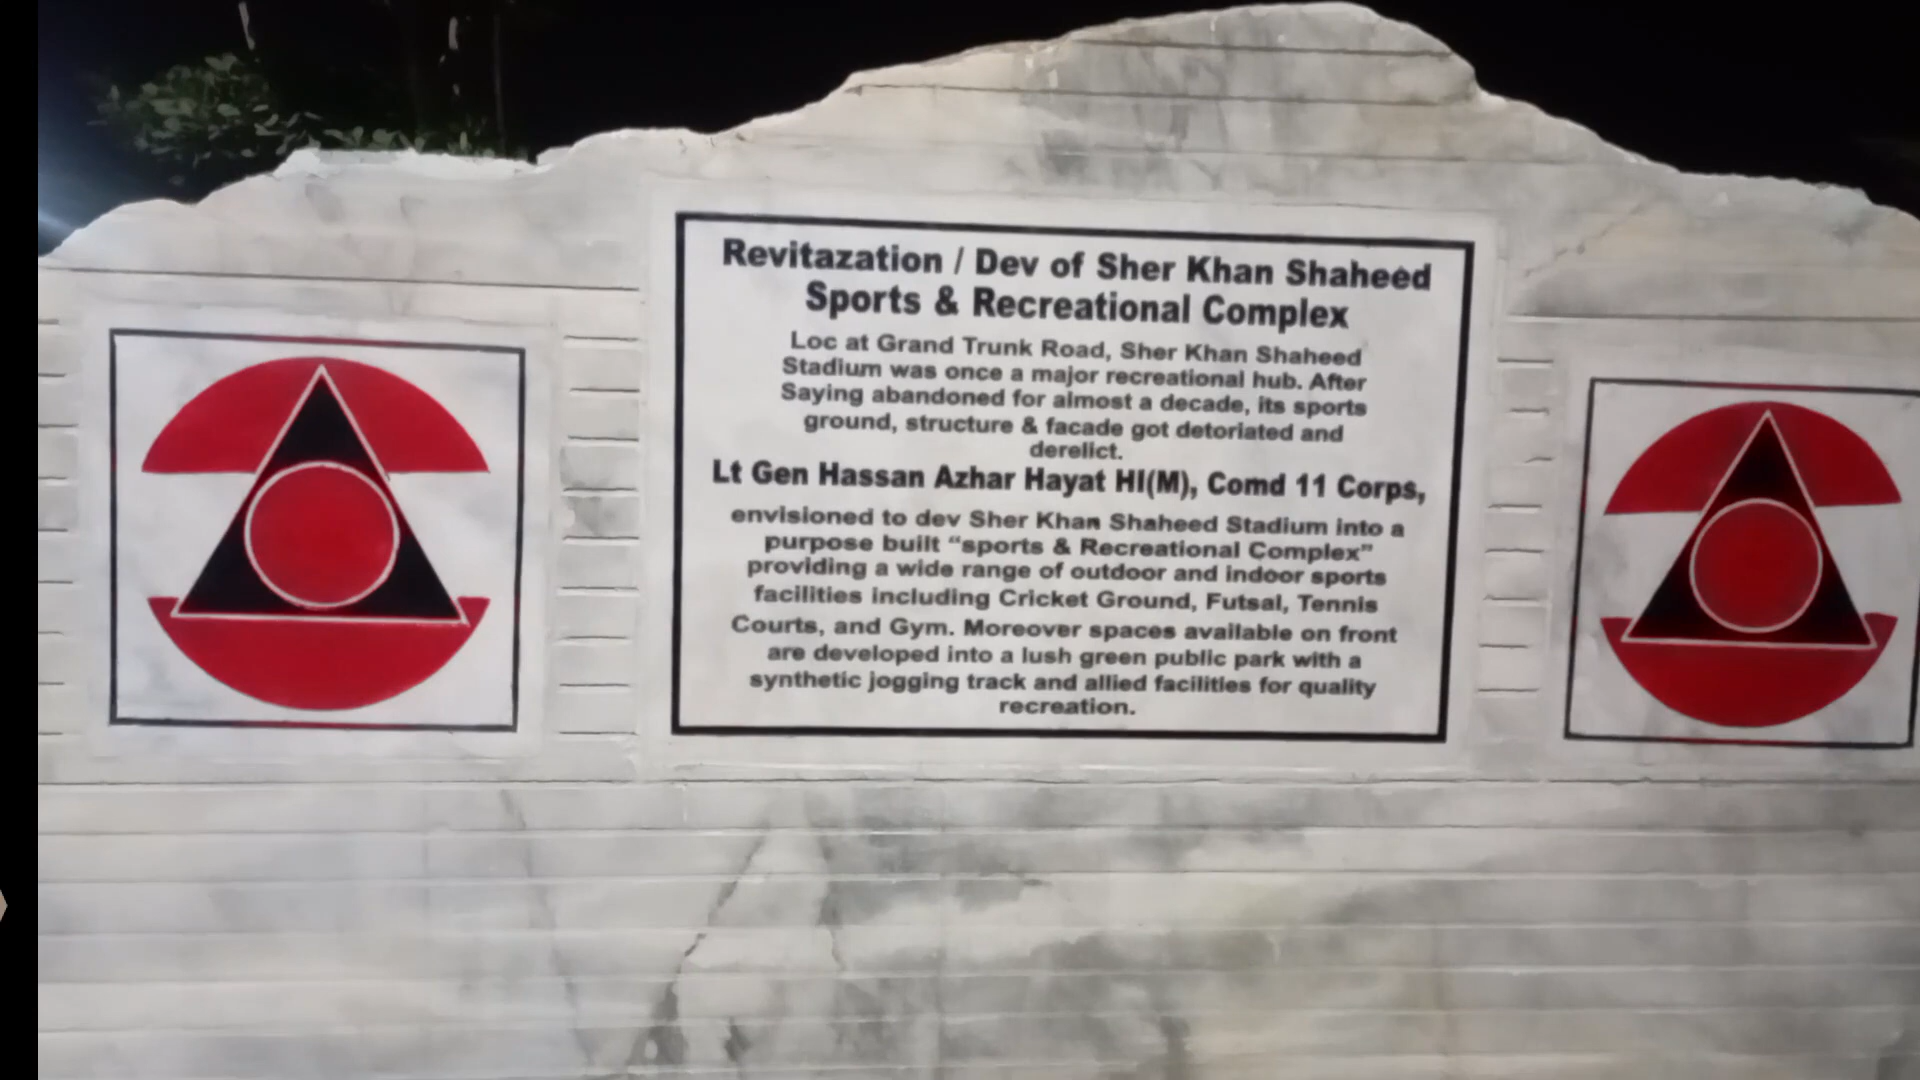 Revitazation / Dev of Sher Khan Shaheed
Sports & Recreational Complex
Loc at Grand Trunk Road, Sher Khan Shaheed
Stadium was once a major recreational hub. After
Saying abandoned for almost a decade, its sports
ground, structure & facade got detoriated and
derelict.
Lt Gen Hassan Azhar Hayat HI(M), Comd 11 Corps,
envisioned to dev Sher Khan Shaheed Stadium into a
purpose built “sports & Recreational Complex”
providing a wide range of outdoor and indoor sports
facilities including Cricket Ground, Futsal, Tennis
Courts, and Gym. Moreover spaces available on front
are developed into a lush green public park with a
synthetic jogging track and allied facilities for quality
recreation.